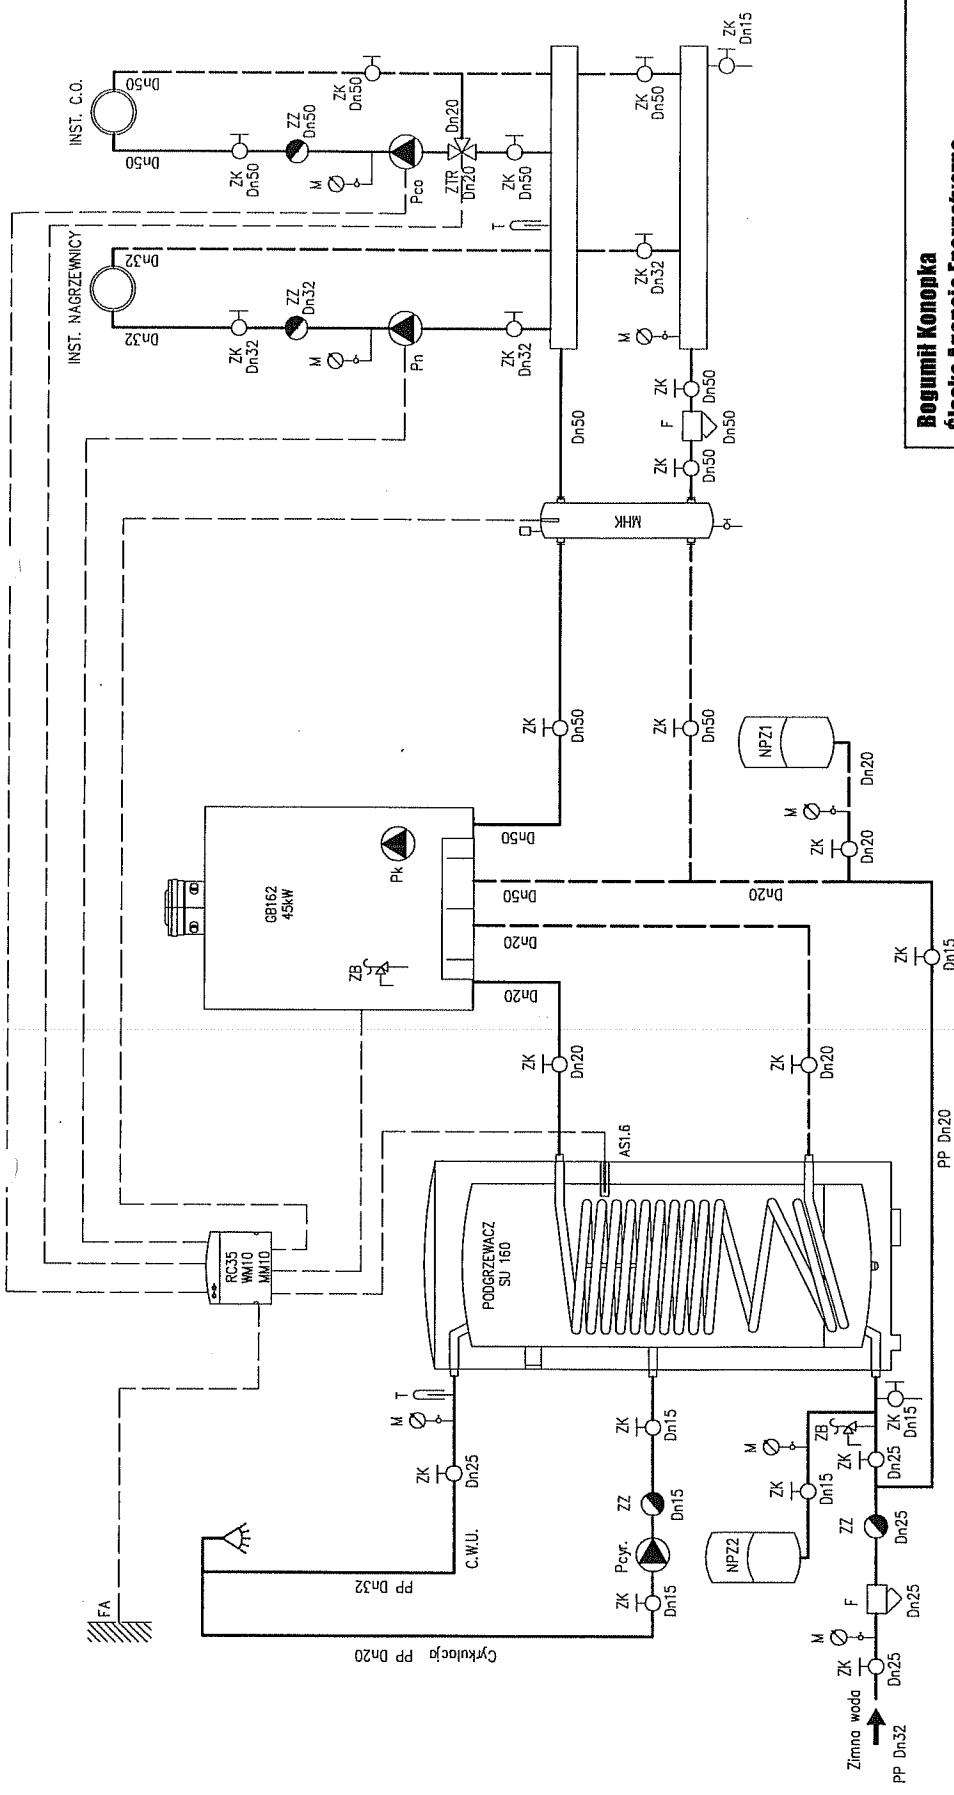 INST. C.O.
Dn50
Dn50
ZK
Dn50
ZZ
Dn50
M
Pco
ZTR
Dn20
Dn20
ZK
Dn50
ZK
Dn50
ZK
Dn50
ZK
Dn15
INST. NAGRZEWNICY
Dn32
Dn32
ZK
Dn32
ZZ
Dn32
M
Pn
ZK
Dn32
T
ZK
Dn32
M
Dn50
ZK
Dn50
F
Dn50
ZK
Dn50
MHK
ZK
Dn50
ZK
Dn50
NPZ1
Dn20
M
ZK
Dn20
GB162
45kW
Pk
ZB
Dn50
Dn50
Dn20
Dn20
Dn20
ZK
Dn15
ZK
Dn20
ZK
Dn20
PP Dn20
AS1.6
RC35
WM10
MM10
PODGRZEWACZ
SU 160
FA
T
M
ZK
Dn25
C.W.U.
PP Dn32
Cyrkulacja PP Dn20
ZK
Dn15
ZZ
Dn15
Pcyr.
ZK
Dn15
M
ZK
Dn15
NPZ2
ZB
ZK
Dn15
ZK
Dn25
ZZ
Dn25
F
Dn25
M
ZK
Dn25
Zimna woda
PP Dn32
Bogumił Konopka